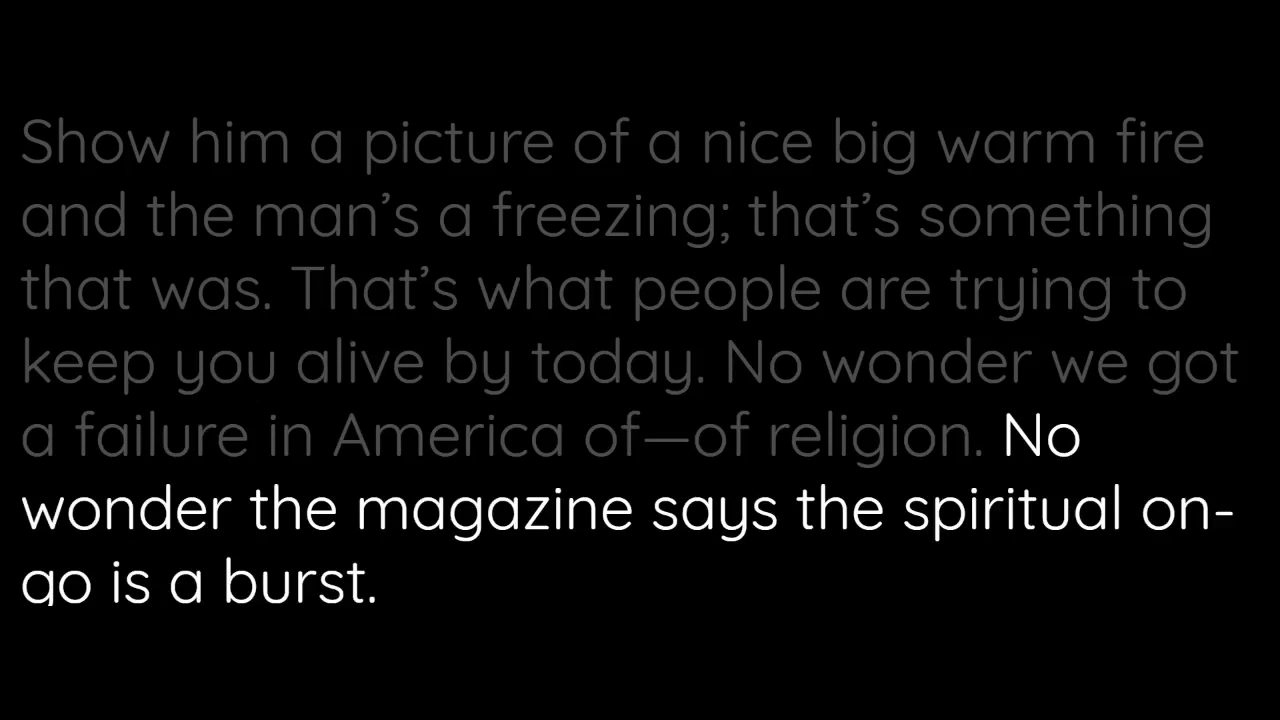 Show him a picture of a nice big warm fire
and the man’s a freezing; that’s something
that was. That’s what people are trying to
keep you alive by today. No wonder we got
a failure in America of—of religion. No
wonder the magazine says the spiritual on-
go is a burst.